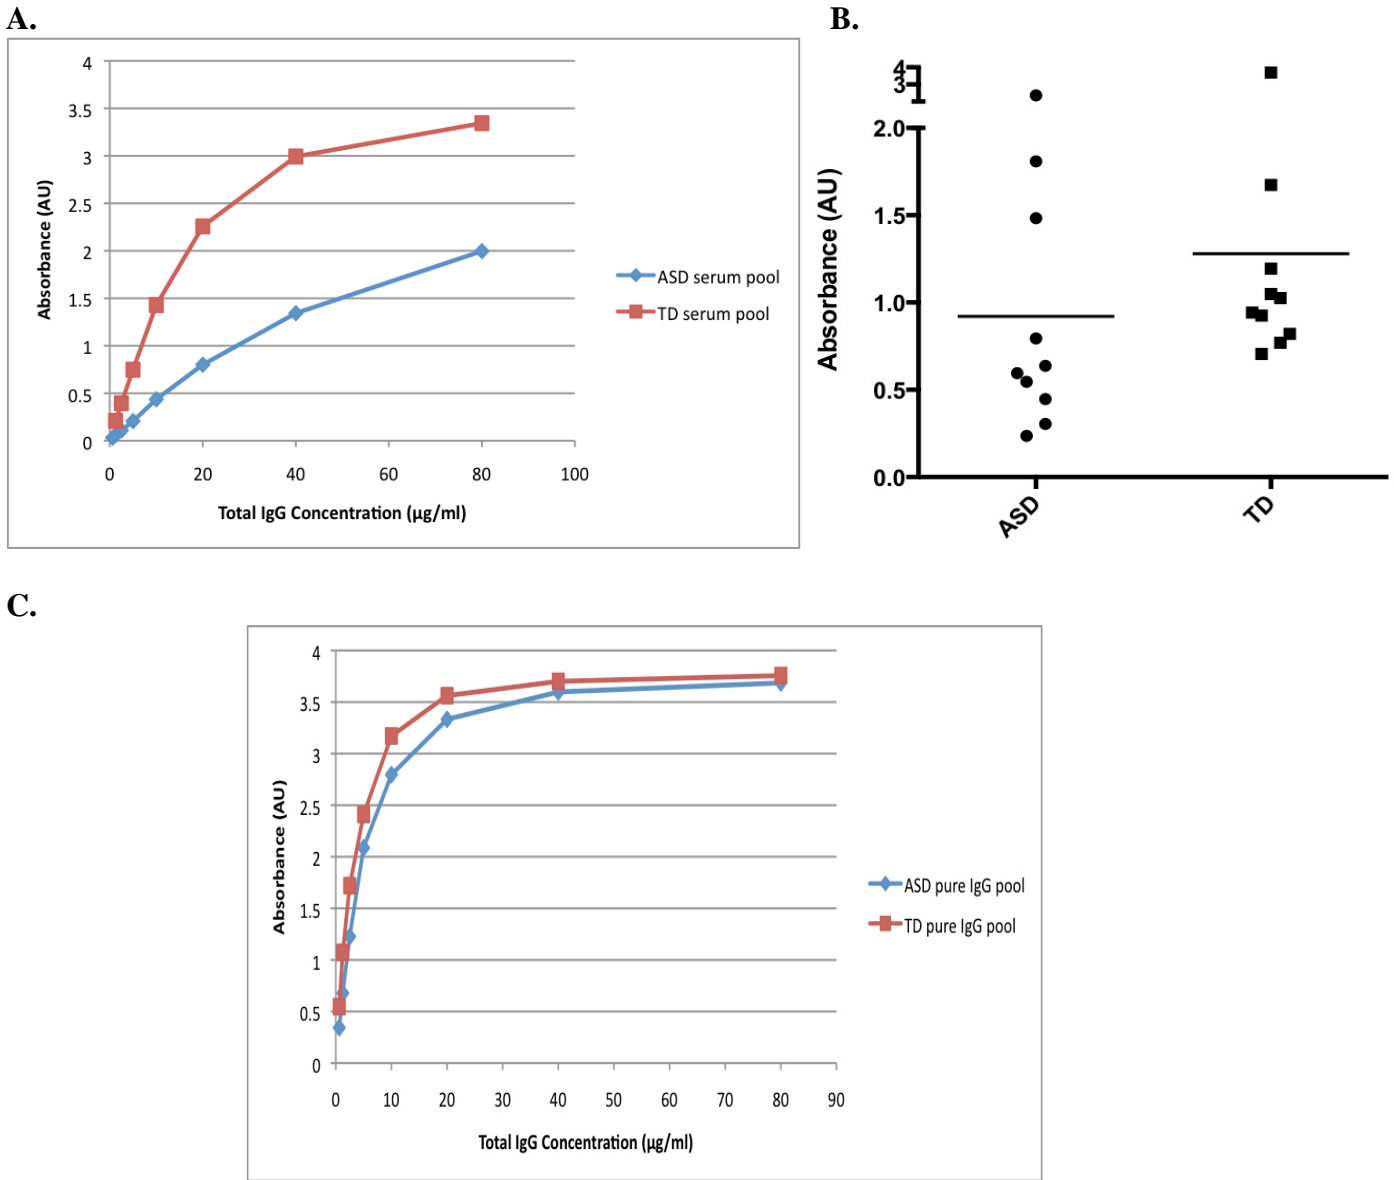 A.
4
3.5
3
2.5
2
1.5
1
0.5
0
Absorbance (AU)
0 20 40 60 80 100
Total IgG Concentration (µg/ml)
ASD serum pool
TD serum pool
B.
4
3
2.0
1.5
1.0
0.5
0.0
Absorbance (AU)
ASD
TD
C.
4
3.5
3
2.5
2
1.5
1
0.5
0
Absorbance (AU)
0 10 20 30 40 50 60 70 80 90
Total IgG Concentration (µg/ml)
ASD pure IgG pool
TD pure IgG pool